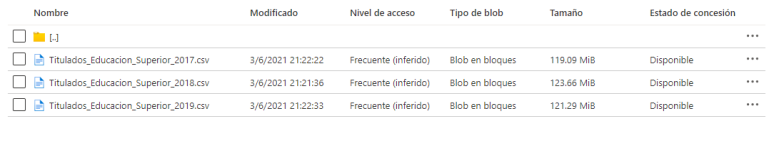 Nombre Modificado Nivel de acceso Tipo de blob Tamaño Estado de concesión
[..] ...
Titulados_Educacion_Superior_2017.csv 3/6/2021 21:22:22 Frecuente (inferido) Blob en bloques 119.09 MiB Disponible ...
Titulados_Educacion_Superior_2018.csv 3/6/2021 21:21:36 Frecuente (inferido) Blob en bloques 123.66 MiB Disponible ...
Titulados_Educacion_Superior_2019.csv 3/6/2021 21:22:33 Frecuente (inferido) Blob en bloques 121.29 MiB Disponible ...